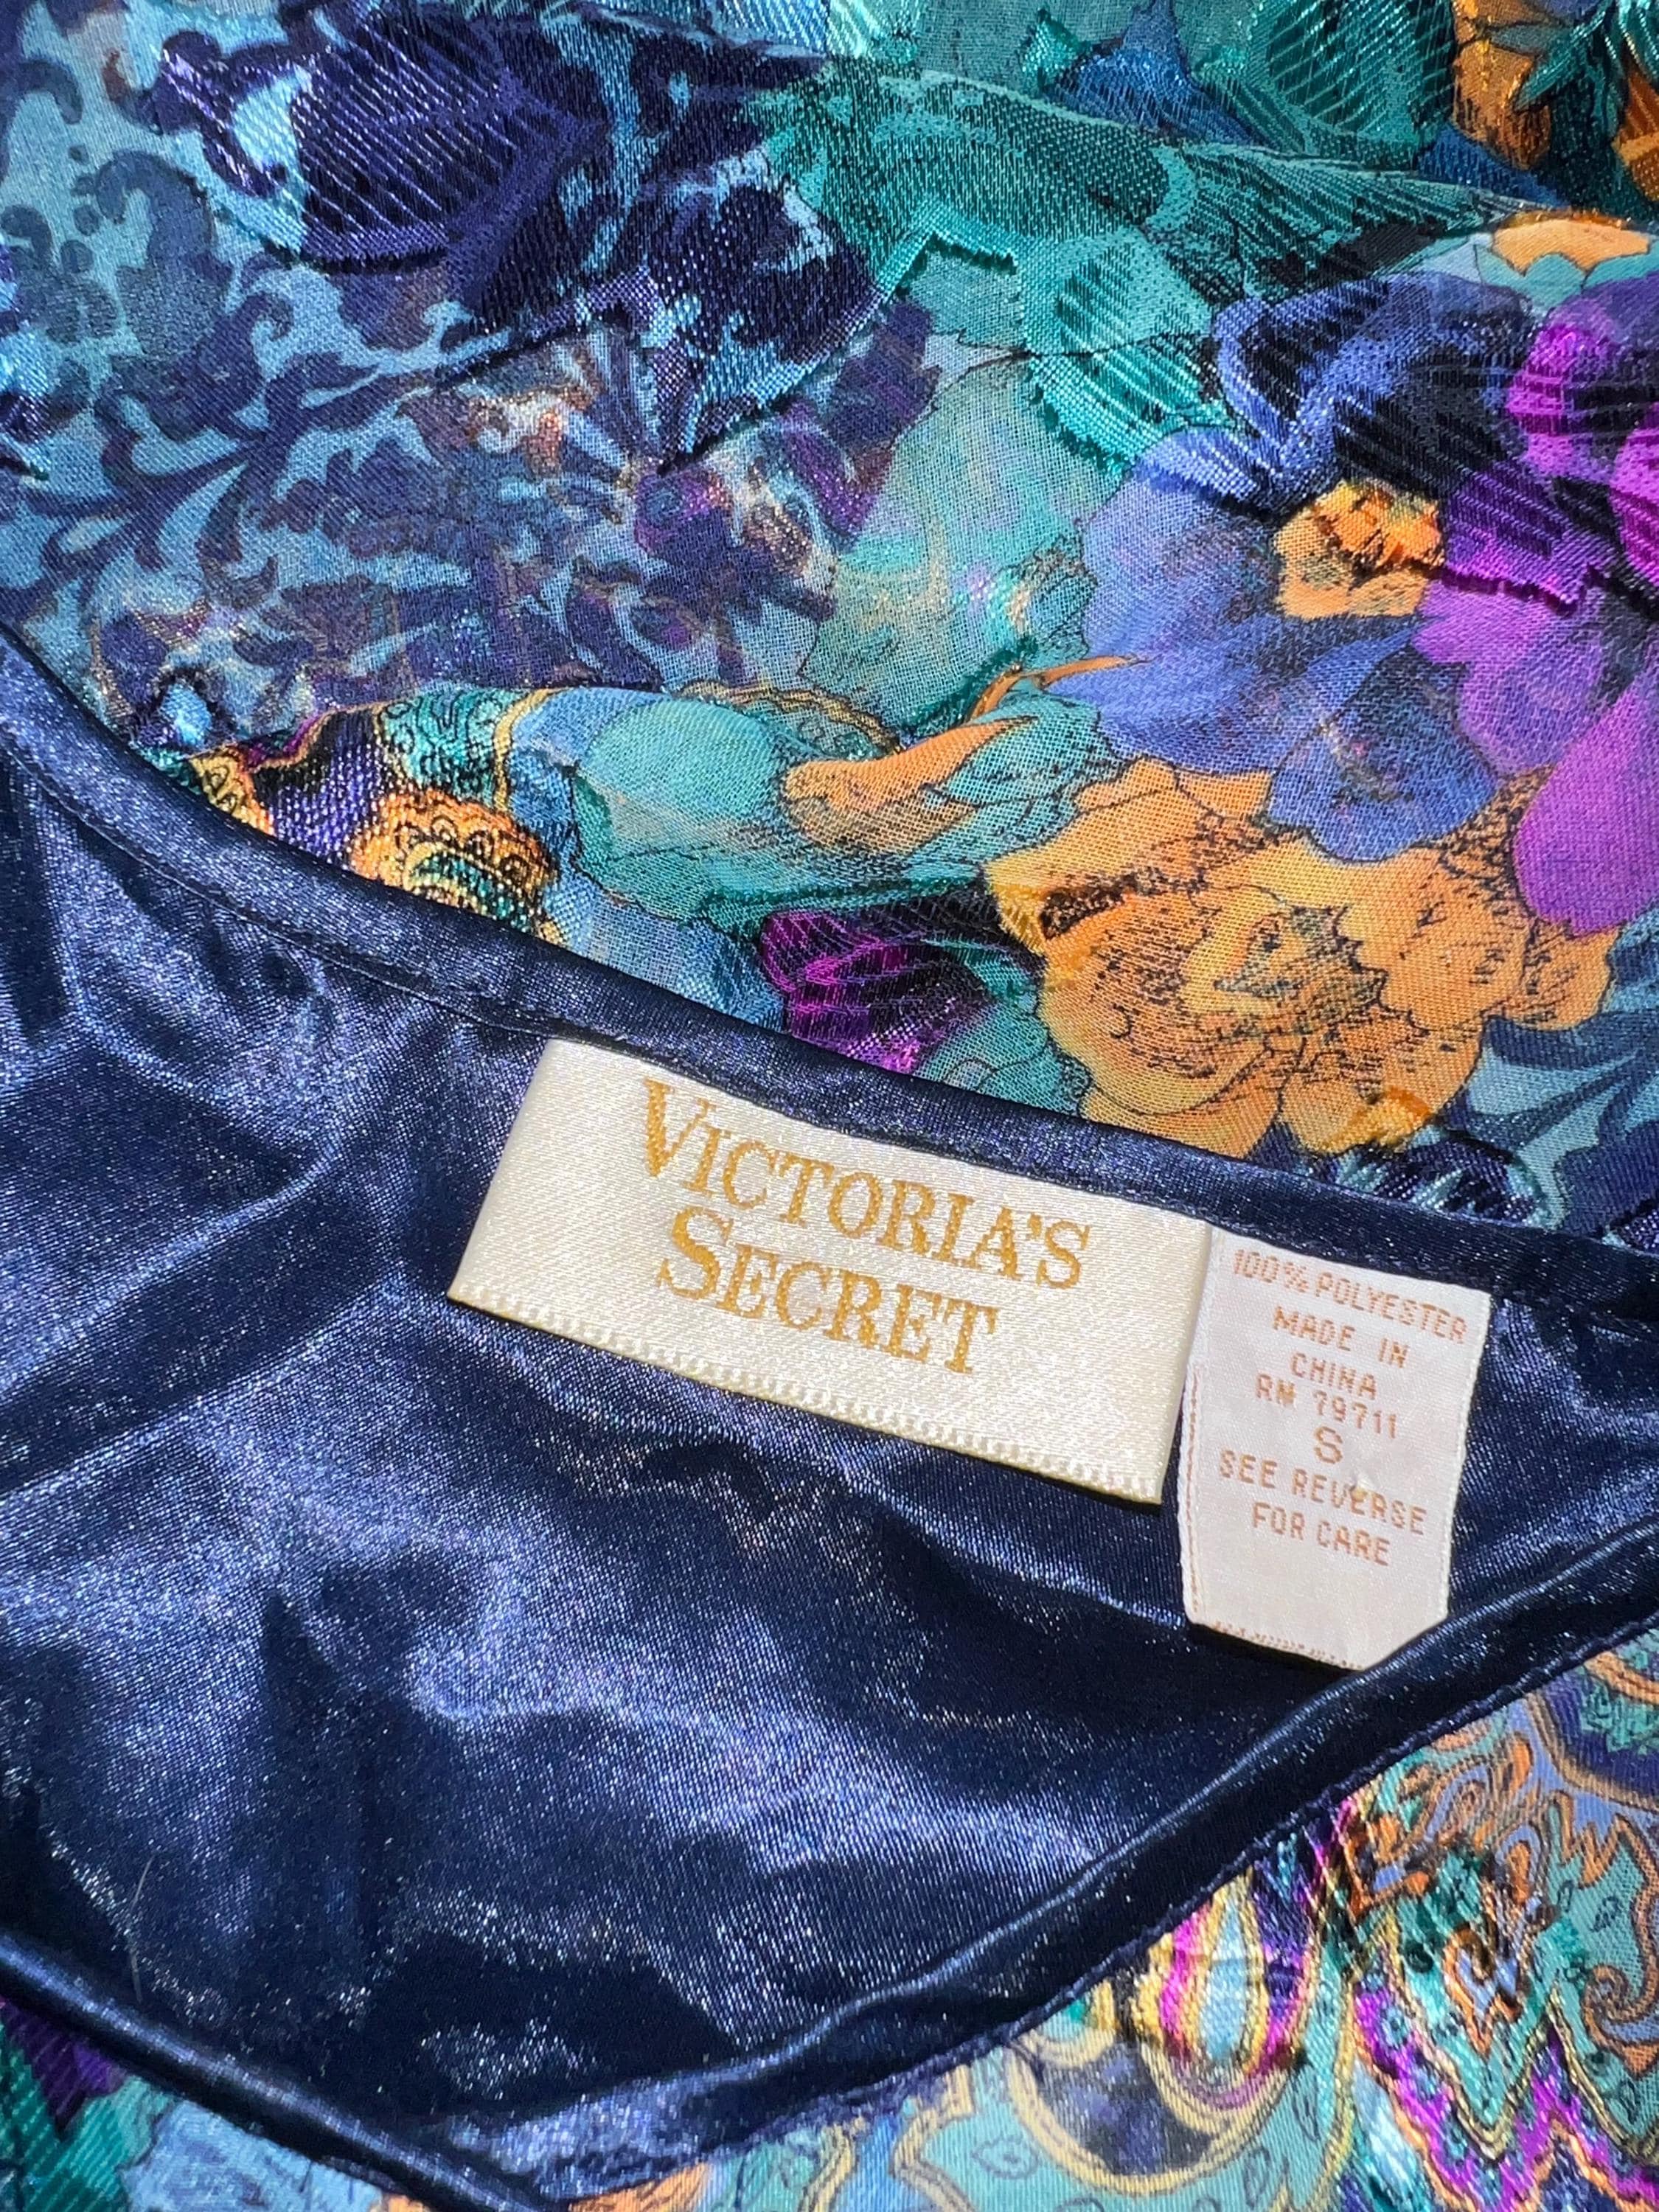 VICTORIA'S
SECRET
100% POLYESTER
MADE IN
CHINA
RN 79711
S
SEE REVERSE
FOR CARE